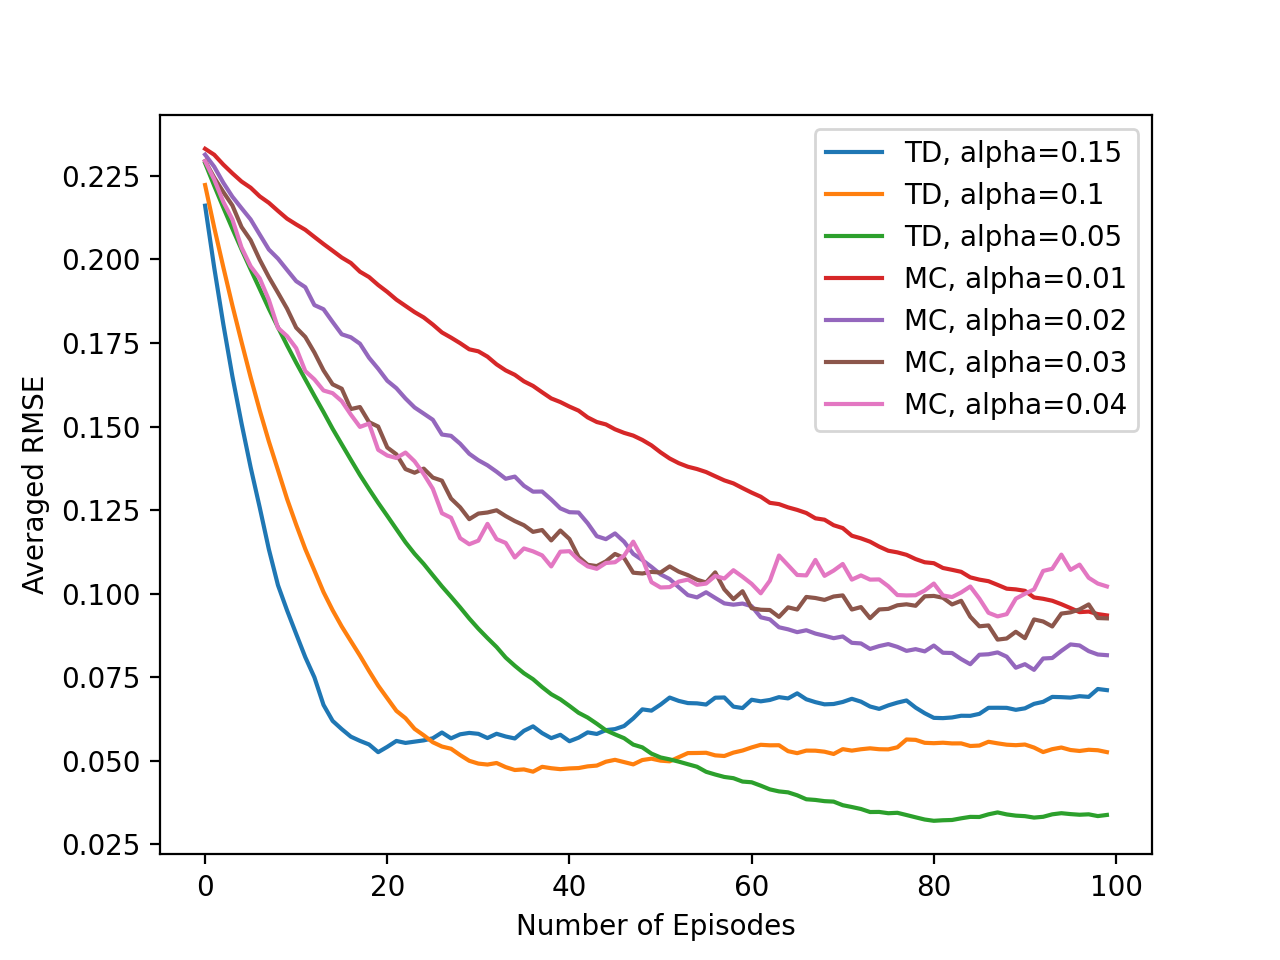 TD, alpha=0.15
TD, alpha=0.1
TD, alpha=0.05
MC, alpha=0.01
MC, alpha=0.02
MC, alpha=0.03
MC, alpha=0.04
Averaged RMSE
0.225
0.200
0.175
0.150
0.125
0.100
0.075
0.050
0.025
0 20 40 60 80 100
Number of Episodes